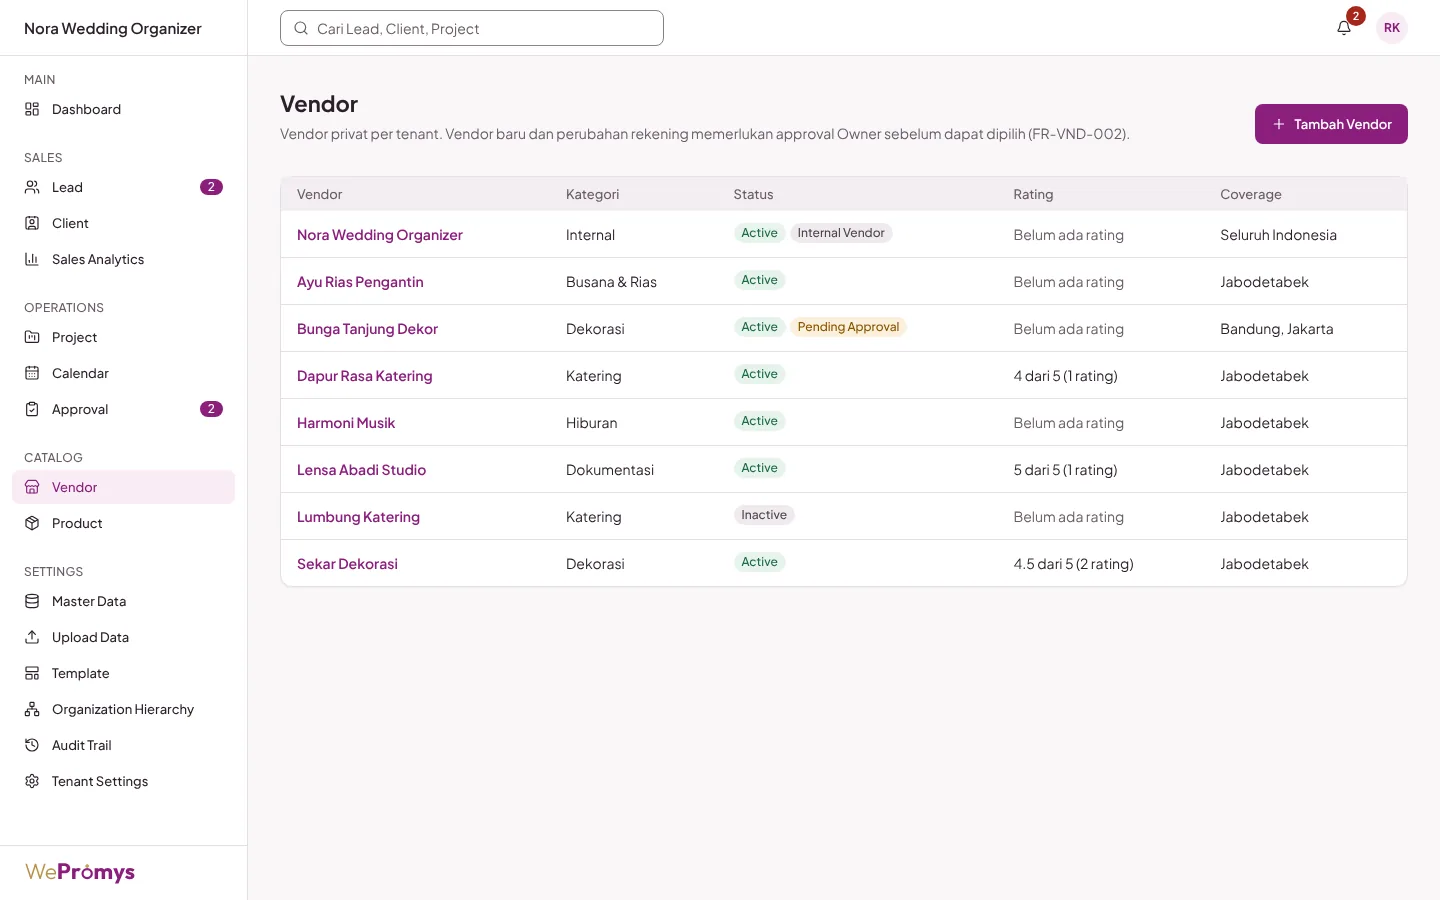 Nora Wedding Organizer
Cari Lead, Client, Project
2
RK
MAIN
Dashboard
SALES
Lead 2
Client
Sales Analytics
OPERATIONS
Project
Calendar
Approval 2
CATALOG
Vendor
Product
SETTINGS
Master Data
Upload Data
Template
Organization Hierarchy
Audit Trail
Tenant Settings
WePromys
Vendor
Vendor privat per tenant. Vendor baru dan perubahan rekening memerlukan approval Owner sebelum dapat dipilih (FR-VND-002).
+ Tambah Vendor
Vendor Kategori Status Rating Coverage
Nora Wedding Organizer Internal Active Internal Vendor Belum ada rating Seluruh Indonesia
Ayu Rias Pengantin Busana & Rias Active Belum ada rating Jabodetabek
Bunga Tanjung Dekor Dekorasi Active Pending Approval Belum ada rating Bandung, Jakarta
Dapur Rasa Katering Katering Active 4 dari 5 (1 rating) Jabodetabek
Harmoni Musik Hiburan Active Belum ada rating Jabodetabek
Lensa Abadi Studio Dokumentasi Active 5 dari 5 (1 rating) Jabodetabek
Lumbung Katering Katering Inactive Belum ada rating Jabodetabek
Sekar Dekorasi Dekorasi Active 4.5 dari 5 (2 rating) Jabodetabek